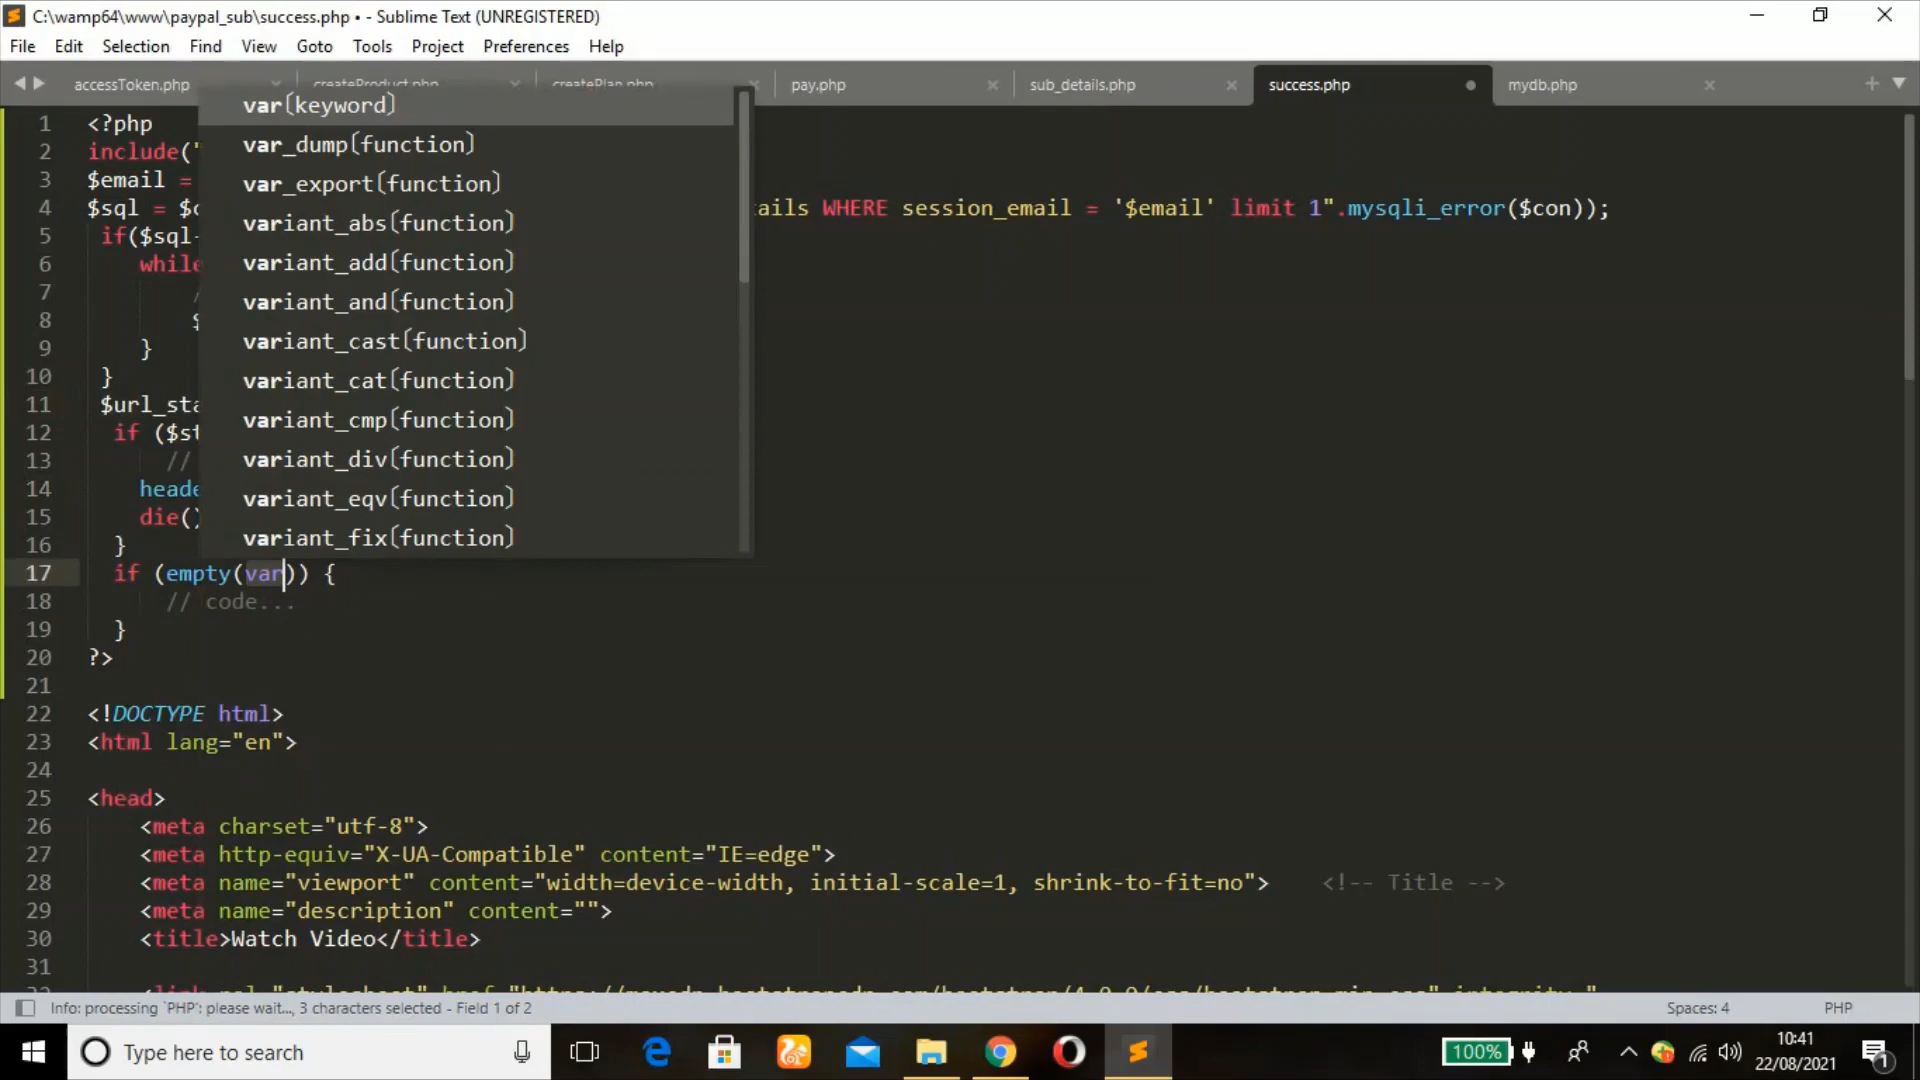 C:\wamp64\www\paypal_sub\success.php • - Sublime Text (UNREGISTERED)
File Edit Selection Find View Goto Tools Project Preferences Help
accessToken.php createProduct.php createPlan.php pay.php sub_details.php success.php mydb.php
var(keyword)
var_dump(function)
var_export(function)
variant_abs(function)
variant_add(function)
variant_and(function)
variant_cast(function)
variant_cat(function)
variant_cmp(function)
variant_div(function)
variant_eqv(function)
variant_fix(function)
1 <?php
2 include("
3 $email =
4 $sql = $c ails WHERE session_email = '$email' limit 1".mysqli_error($con));
5 if($sql-
6 while
7 /
8 $
9 }
10 }
11 $url_sta
12 if ($st
13 //
14 heade
15 die()
16 }
17 if (empty(var)) {
18 // code...
19 }
20 ?>
21
22 <!DOCTYPE html>
23 <html lang="en">
24
25 <head>
26 <meta charset="utf-8">
27 <meta http-equiv="X-UA-Compatible" content="IE=edge">
28 <meta name="viewport" content="width=device-width, initial-scale=1, shrink-to-fit=no"> <!-- Title -->
29 <meta name="description" content="">
30 <title>Watch Video</title>
31
Info: processing `PHP`: please wait..., 3 characters selected - Field 1 of 2 Spaces: 4 PHP
Type here to search
100%
10:41
22/08/2021
1